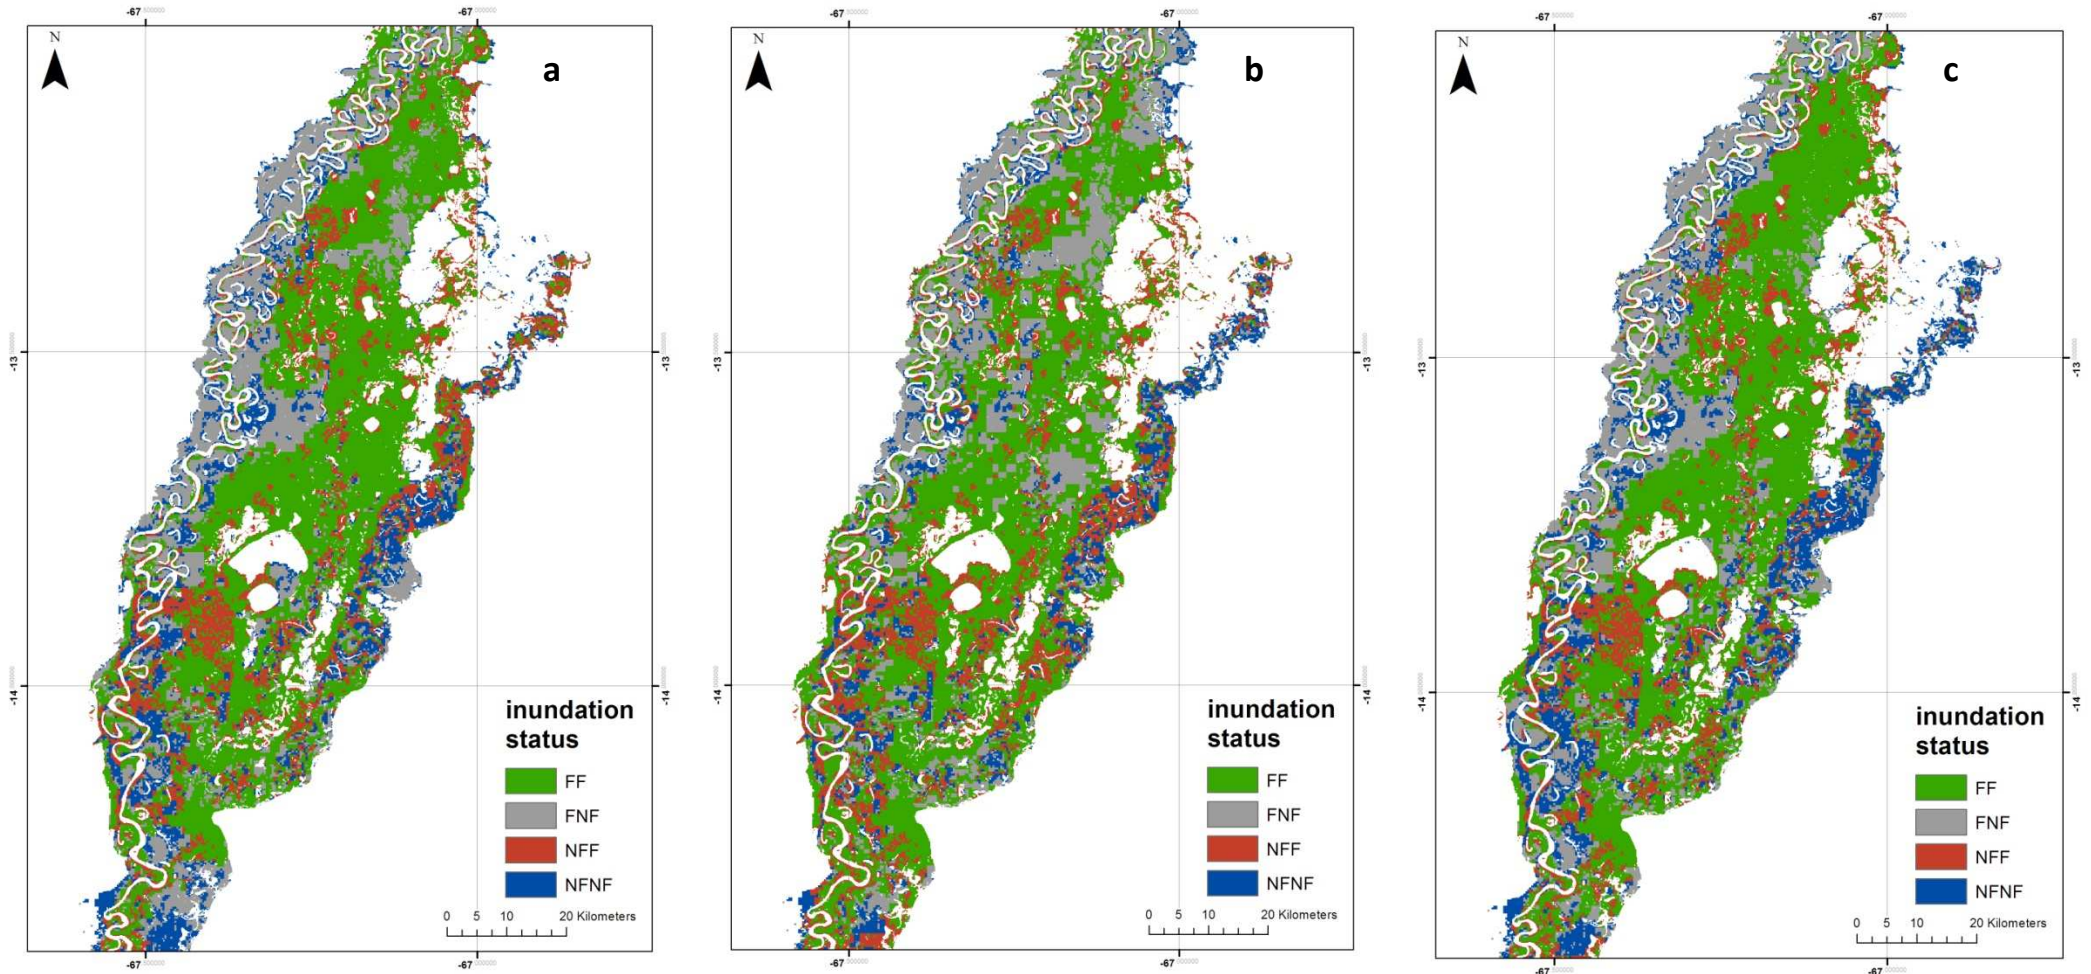 -67
-67
N
a
-13
-13
-14
-14
inundation
status
FF
FNF
NFF
NFNF
0 5 10 20 Kilometers
-67
-67
-67
-67
N
b
-13
-13
-14
-14
inundation
status
FF
FNF
NFF
NFNF
0 5 10 20 Kilometers
-67
-67
-67
-67
N
c
-13
-13
-14
-14
inundation
status
FF
FNF
NFF
NFNF
0 5 10 20 Kilometers
-67
-67